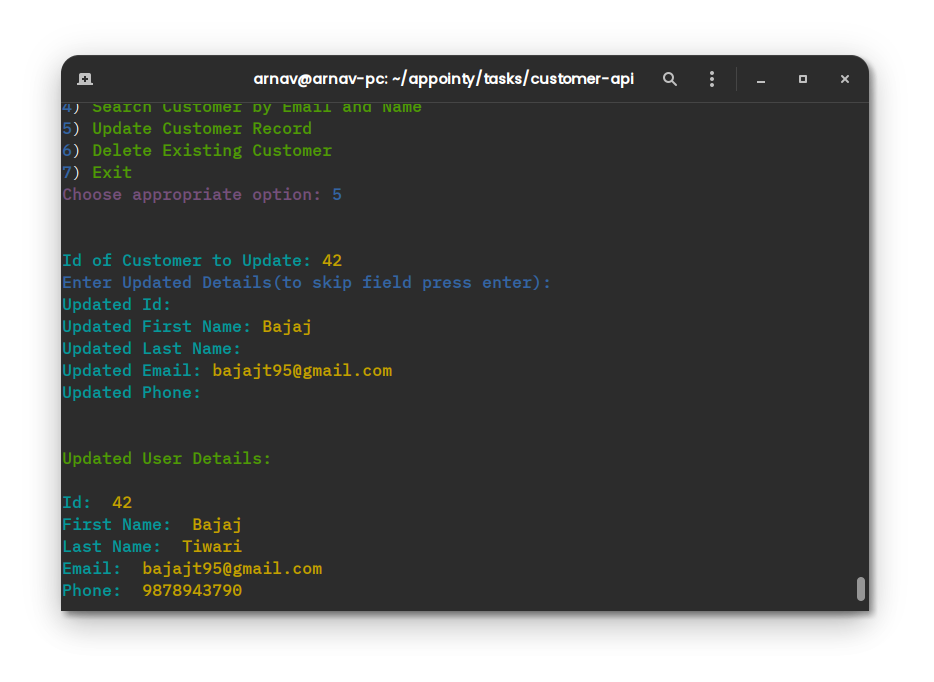 arnav@arnav-pc: ~/appointy/tasks/customer-api
4) Search Customer by Email and Name
5) Update Customer Record
6) Delete Existing Customer
7) Exit
Choose appropriate option: 5
Id of Customer to Update: 42
Enter Updated Details(to skip field press enter):
Updated Id:
Updated First Name: Bajaj
Updated Last Name:
Updated Email: bajajt95@gmail.com
Updated Phone:
Updated User Details:
Id:  42
First Name:  Bajaj
Last Name:  Tiwari
Email:  bajajt95@gmail.com
Phone:  9878943790